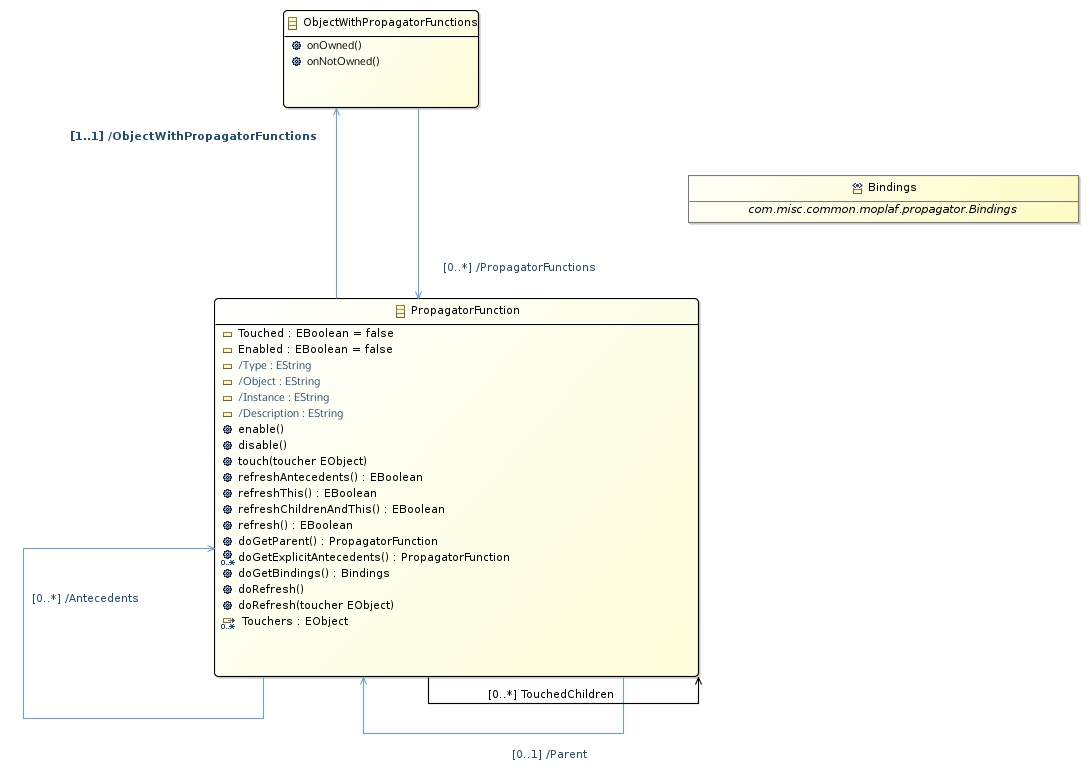 ObjectWithPropagatorFunctions
onOwned()
onNotOwned()
[1..1] /ObjectWithPropagatorFunctions
Bindings
com.misc.common.moplaf.propagator.Bindings
[0..*] /PropagatorFunctions
PropagatorFunction
Touched : EBoolean = false
Enabled : EBoolean = false
/Type : EString
/Object : EString
/Instance : EString
/Description : EString
enable()
disable()
touch(toucher EObject)
refreshAntecedents() : EBoolean
refreshThis() : EBoolean
refreshChildrenAndThis() : EBoolean
refresh() : EBoolean
doGetParent() : PropagatorFunction
0..* doGetExplicitAntecedents() : PropagatorFunction
doGetBindings() : Bindings
doRefresh()
doRefresh(toucher EObject)
0..* Touchers : EObject
[0..*] /Antecedents
[0..*] TouchedChildren
[0..1] /Parent